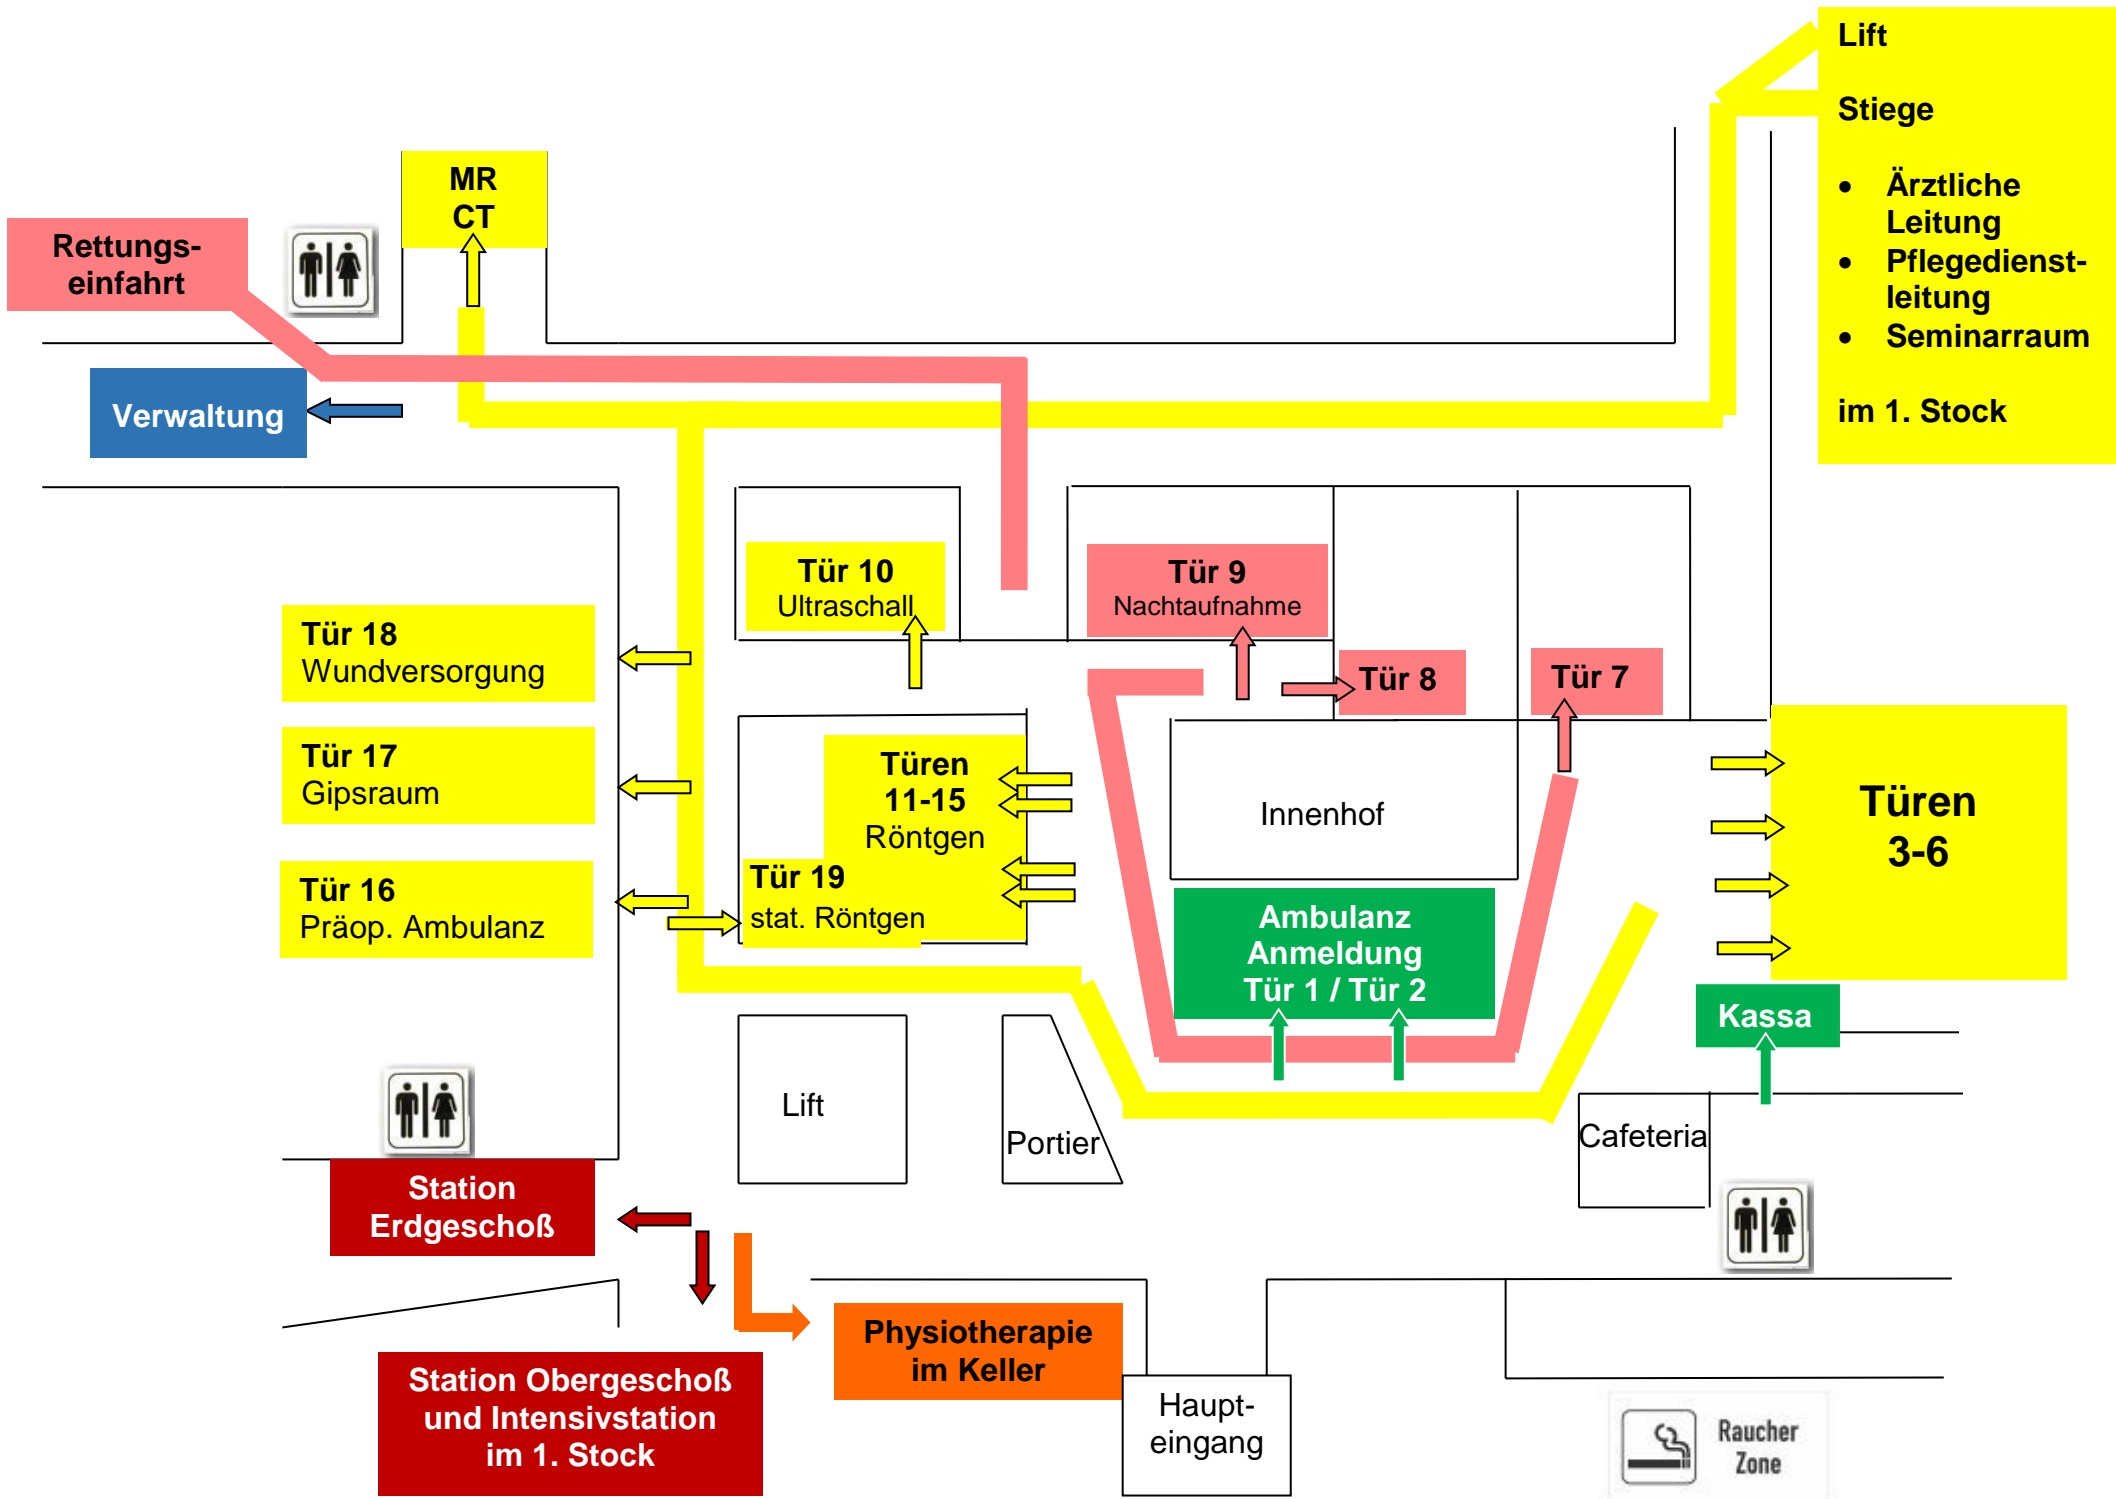 Lift
Stiege
• Ärztliche
Leitung
• Pflegedienst-
leitung
• Seminarraum
im 1. Stock
MR
CT
Rettungs-
einfahrt
Verwaltung
Tür 10
Ultraschall
Tür 9
Nachtaufnahme
Tür 18
Wundversorgung
Tür 8
Tür 7
Tür 17
Gipsraum
Türen
11-15
Röntgen
Innenhof
Türen
3-6
Tür 16
Präop. Ambulanz
Tür 19
stat. Röntgen
Ambulanz
Anmeldung
Tür 1 / Tür 2
Kassa
Lift
Portier
Cafeteria
Station
Erdgeschoß
Physiotherapie
im Keller
Station Obergeschoß
und Intensivstation
im 1. Stock
Haupt-
eingang
Raucher
Zone